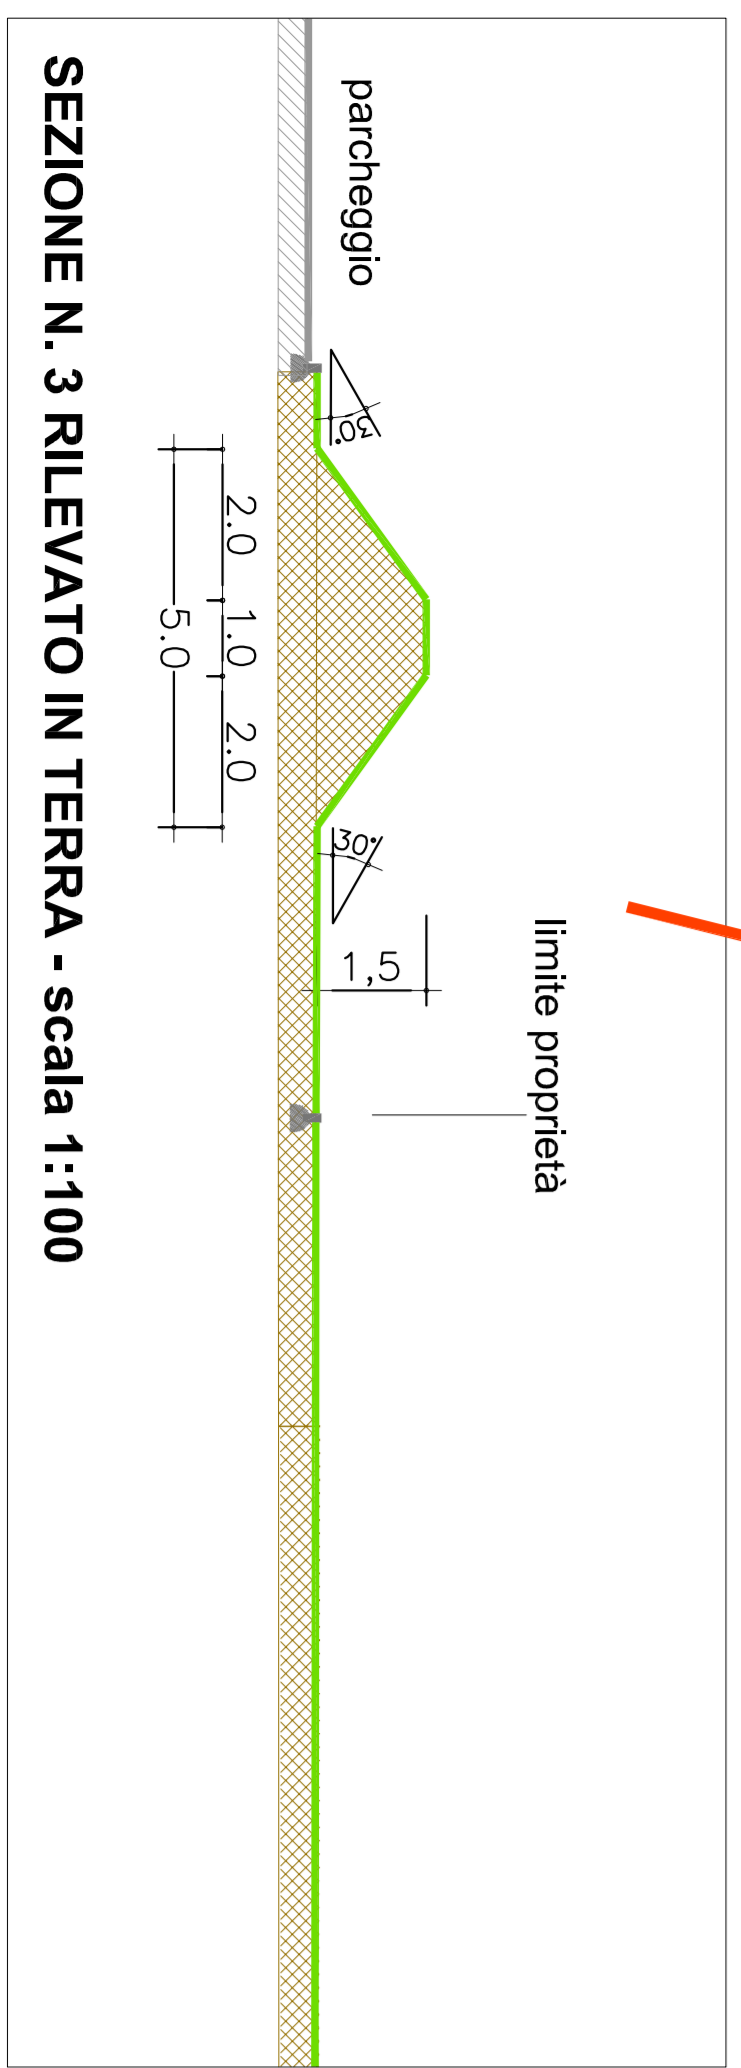 parcheggio
30°
limite proprietà
30°
1,5
2.0
1.0
2.0
5.0
SEZIONE N. 3 RILEVATO IN TERRA - scala 1:100